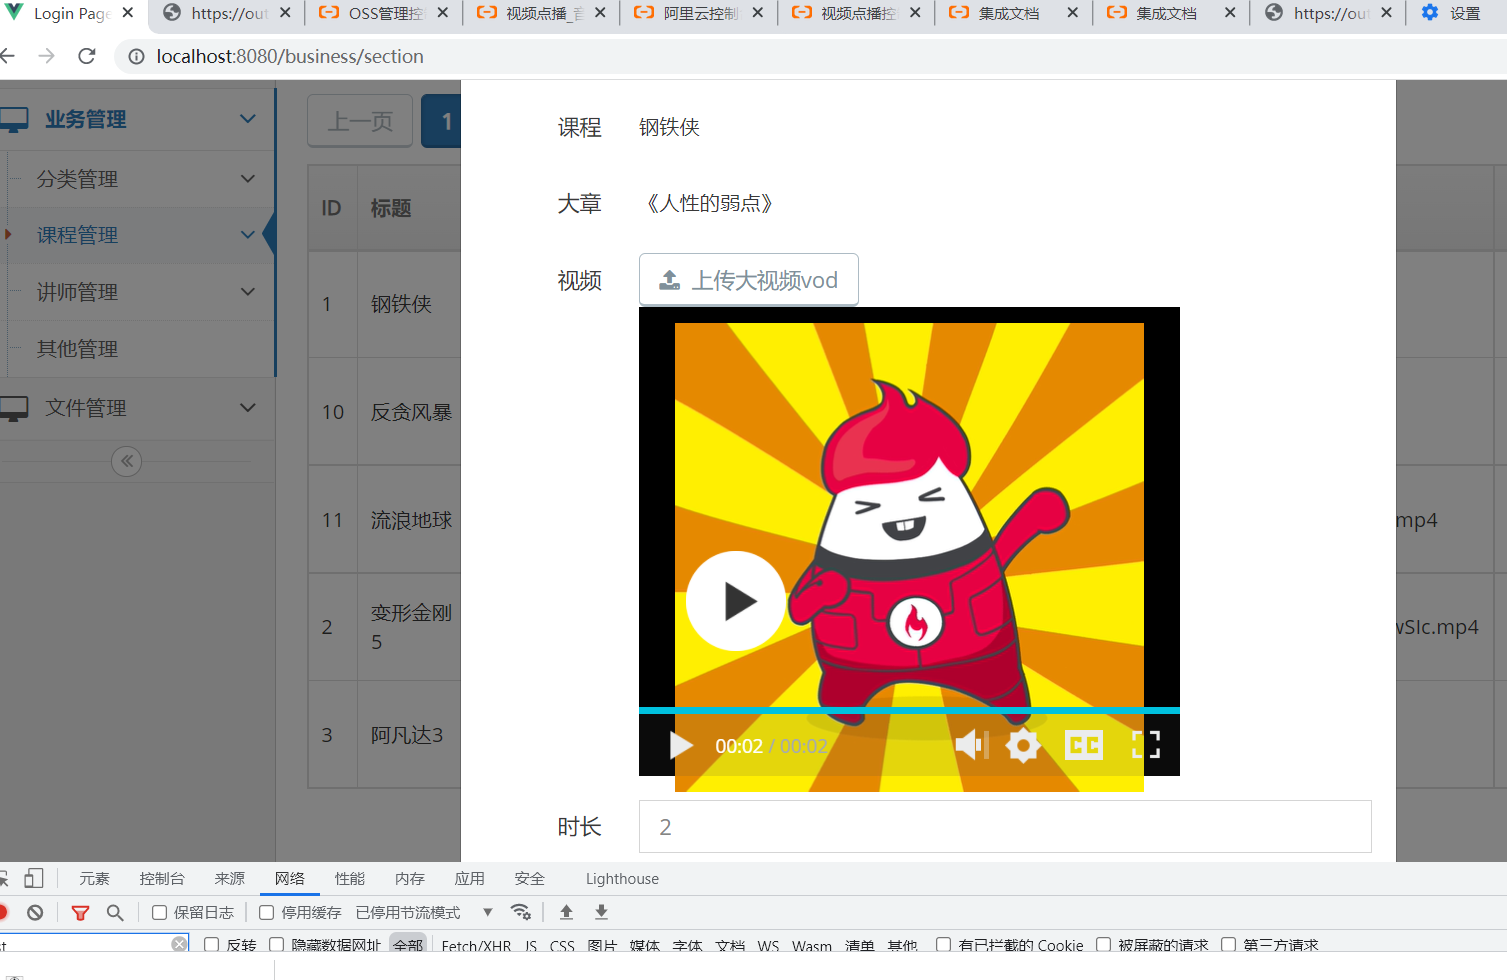 Login Page
https://out
OSS管理控
视频点播_音
阿里云控制
视频点播控
集成文档
集成文档
https://out
设置
localhost:8080/business/section
业务管理
分类管理
课程管理
讲师管理
其他管理
文件管理
上一页
1
ID
标题
1
钢铁侠
10
反贪风暴
11
流浪地球
.mp4
2
变形金刚
5
wSIc.mp4
3
阿凡达3
课程
钢铁侠
大章
《人性的弱点》
视频
上传大视频vod
00:02 / 00:02
CC
时长
2
元素
控制台
来源
网络
性能
内存
应用
安全
Lighthouse
保留日志
停用缓存
已停用节流模式
反转
隐藏数据网址
全部
Fetch/XHR
JS
CSS
图片
媒体
字体
文档
WS
Wasm
清单
其他
有已拦截的 Cookie
被屏蔽的请求
第三方请求